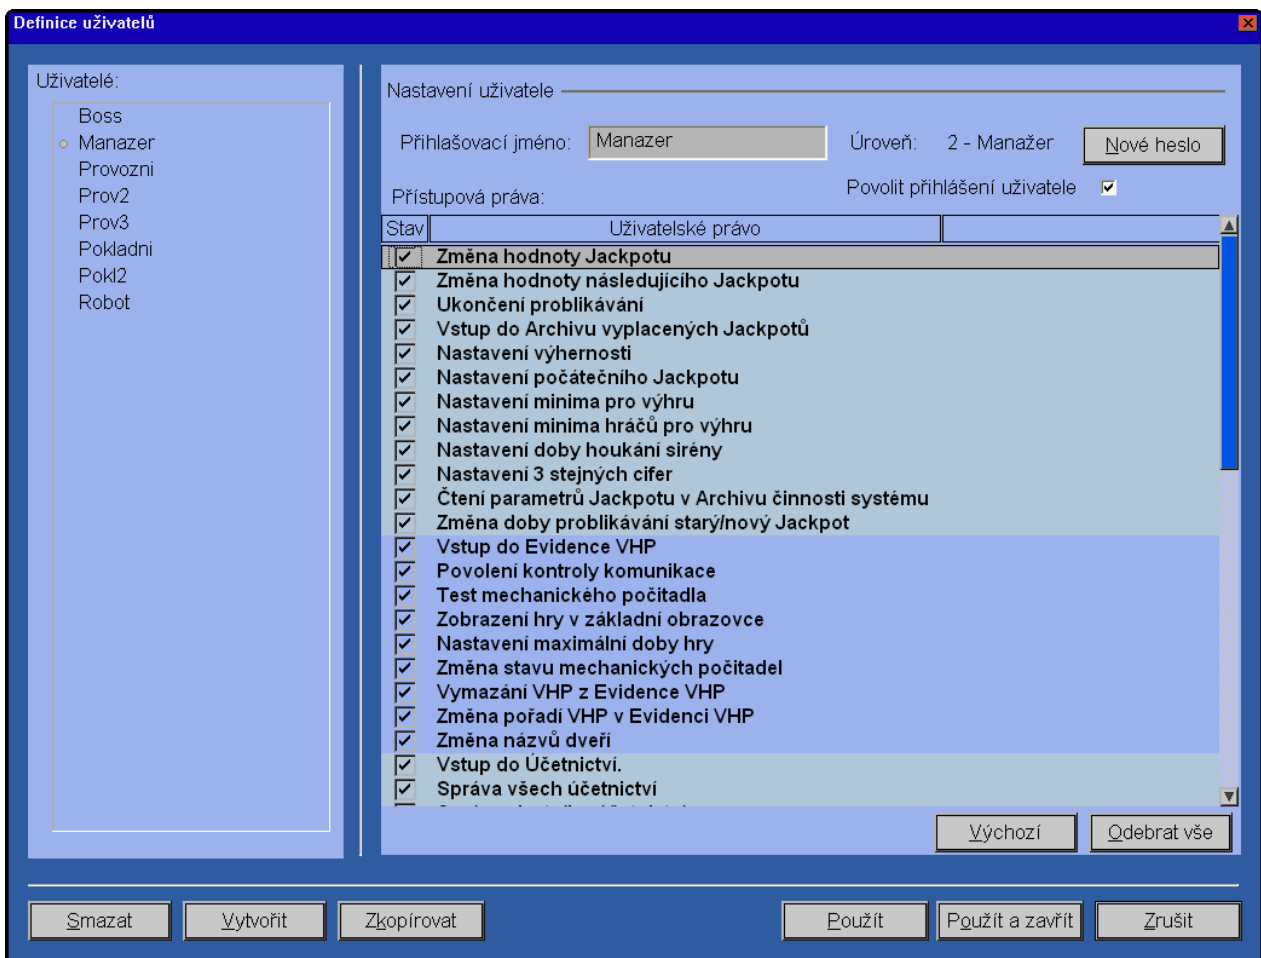 Definice uživatelů
Uživatelé:
Boss
Manazer
Provozni
Prov2
Prov3
Pokladni
Pokl2
Robot
Nastavení uživatele
Přihlašovací jméno: Manazer Úroveň: 2 - Manažer Nové heslo
Povolit přihlášení uživatele
Přístupová práva:
Stav Uživatelské právo
Změna hodnoty Jackpotu
Změna hodnoty následujícího Jackpotu
Ukončení problikávání
Vstup do Archivu vyplacených Jackpotů
Nastavení výhernosti
Nastavení počátečního Jackpotu
Nastavení minima pro výhru
Nastavení minima hráčů pro výhru
Nastavení doby houkání sirény
Nastavení 3 stejných cifer
Čtení parametrů Jackpotu v Archivu činnosti systému
Změna doby problikávání starý/nový Jackpot
Vstup do Evidence VHP
Povolení kontroly komunikace
Test mechanického počitadla
Zobrazení hry v základní obrazovce
Nastavení maximální doby hry
Změna stavu mechanických počitadel
Vymazání VHP z Evidence VHP
Změna pořadí VHP v Evidenci VHP
Změna názvů dveří
Vstup do Účetnictví.
Správa všech účetnictví
Výchozí Odebrat vše
Smazat Vytvořit Zkopírovat Použít Použít a zavřít Zrušit